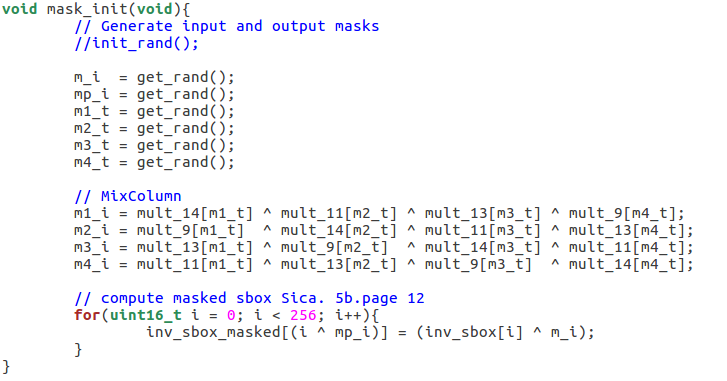 void mask_init(void){
        // Generate input and output masks
        //init_rand();

        m_i  = get_rand();
        mp_i = get_rand();
        m1_t = get_rand();
        m2_t = get_rand();
        m3_t = get_rand();
        m4_t = get_rand();

        // MixColumn
        m1_i = mult_14[m1_t] ^ mult_11[m2_t] ^ mult_13[m3_t] ^ mult_9[m4_t];
        m2_i = mult_9[m1_t]  ^ mult_14[m2_t] ^ mult_11[m3_t] ^ mult_13[m4_t];
        m3_i = mult_13[m1_t] ^ mult_9[m2_t]  ^ mult_14[m3_t] ^ mult_11[m4_t];
        m4_i = mult_11[m1_t] ^ mult_13[m2_t] ^ mult_9[m3_t]  ^ mult_14[m4_t];

        // compute masked sbox Sica. 5b.page 12
        for(uint16_t i = 0; i < 256; i++){
                inv_sbox_masked[(i ^ mp_i)] = (inv_sbox[i] ^ m_i);
        }
}